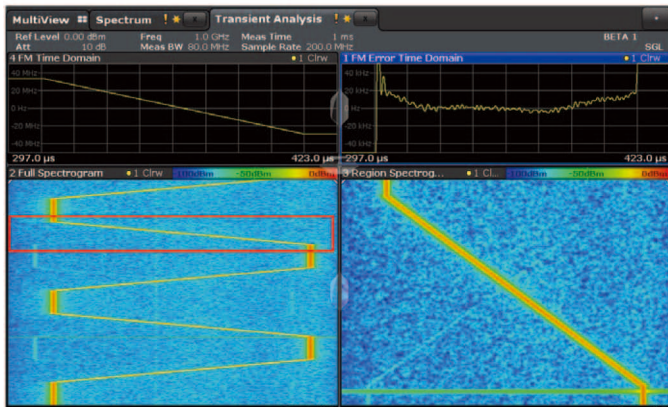 MultiView Spectrum ! Transient Analysis ! x
Ref Level 0.00 dBm Freq 1.0 GHz Meas Time 1 ms BETA 1
Att 10 dB Meas BW 80.0 MHz Sample Rate 200.0 MHz SGL
4 FM Time Domain 1 Clrw
40 MHz
20 MHz
0 Hz
-20 MHz
-40 MHz
297.0 µs 423.0 µs
1 FM Error Time Domain 1 Clrw
40 kHz
20 kHz
0 Hz
-20 kHz
-40 kHz
297.0 µs 423.0 µs
2 Full Spectrogram 1 Clrw -100dBm -50dBm 0dBm
3 Region Spectrog... 1 Cl... -100dBm -50dBm 0dBm